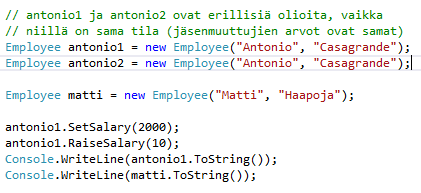 // antonio1 ja antonio2 ovat erillisiä olioita, vaikka
// niillä on sama tila (jäsenmuuttujien arvot ovat samat)
Employee antonio1 = new Employee("Antonio", "Casagrande");
Employee antonio2 = new Employee("Antonio", "Casagrande");
Employee matti = new Employee("Matti", "Haapoja");
antonio1.SetSalary(2000);
antonio1.RaiseSalary(10);
Console.WriteLine(antonio1.ToString());
Console.WriteLine(matti.ToString());